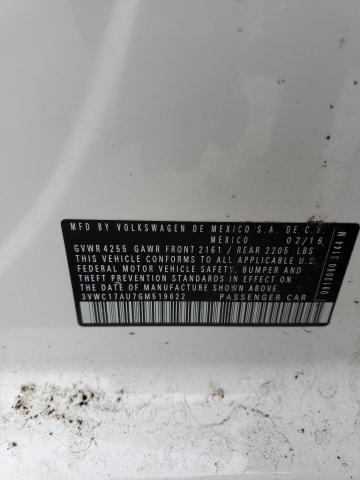 MFD BY VOLKSWAGEN DE MEXICO S.A. DE C.V.
MEXICO 02/16
GVWR 4255 GAWR FRONT 2161 / REAR 2205 LBS
THIS VEHICLE CONFORMS TO ALL APPLICABLE U.S.
FEDERAL MOTOR VEHICLE SAFETY, BUMPER AND
THEFT PREVENTION STANDARDS IN EFFECT ON
THE DATE OF MANUFACTURE SHOWN ABOVE.
3VWC17AU7GM519622 PASSENGER CAR
0913060 3144 M